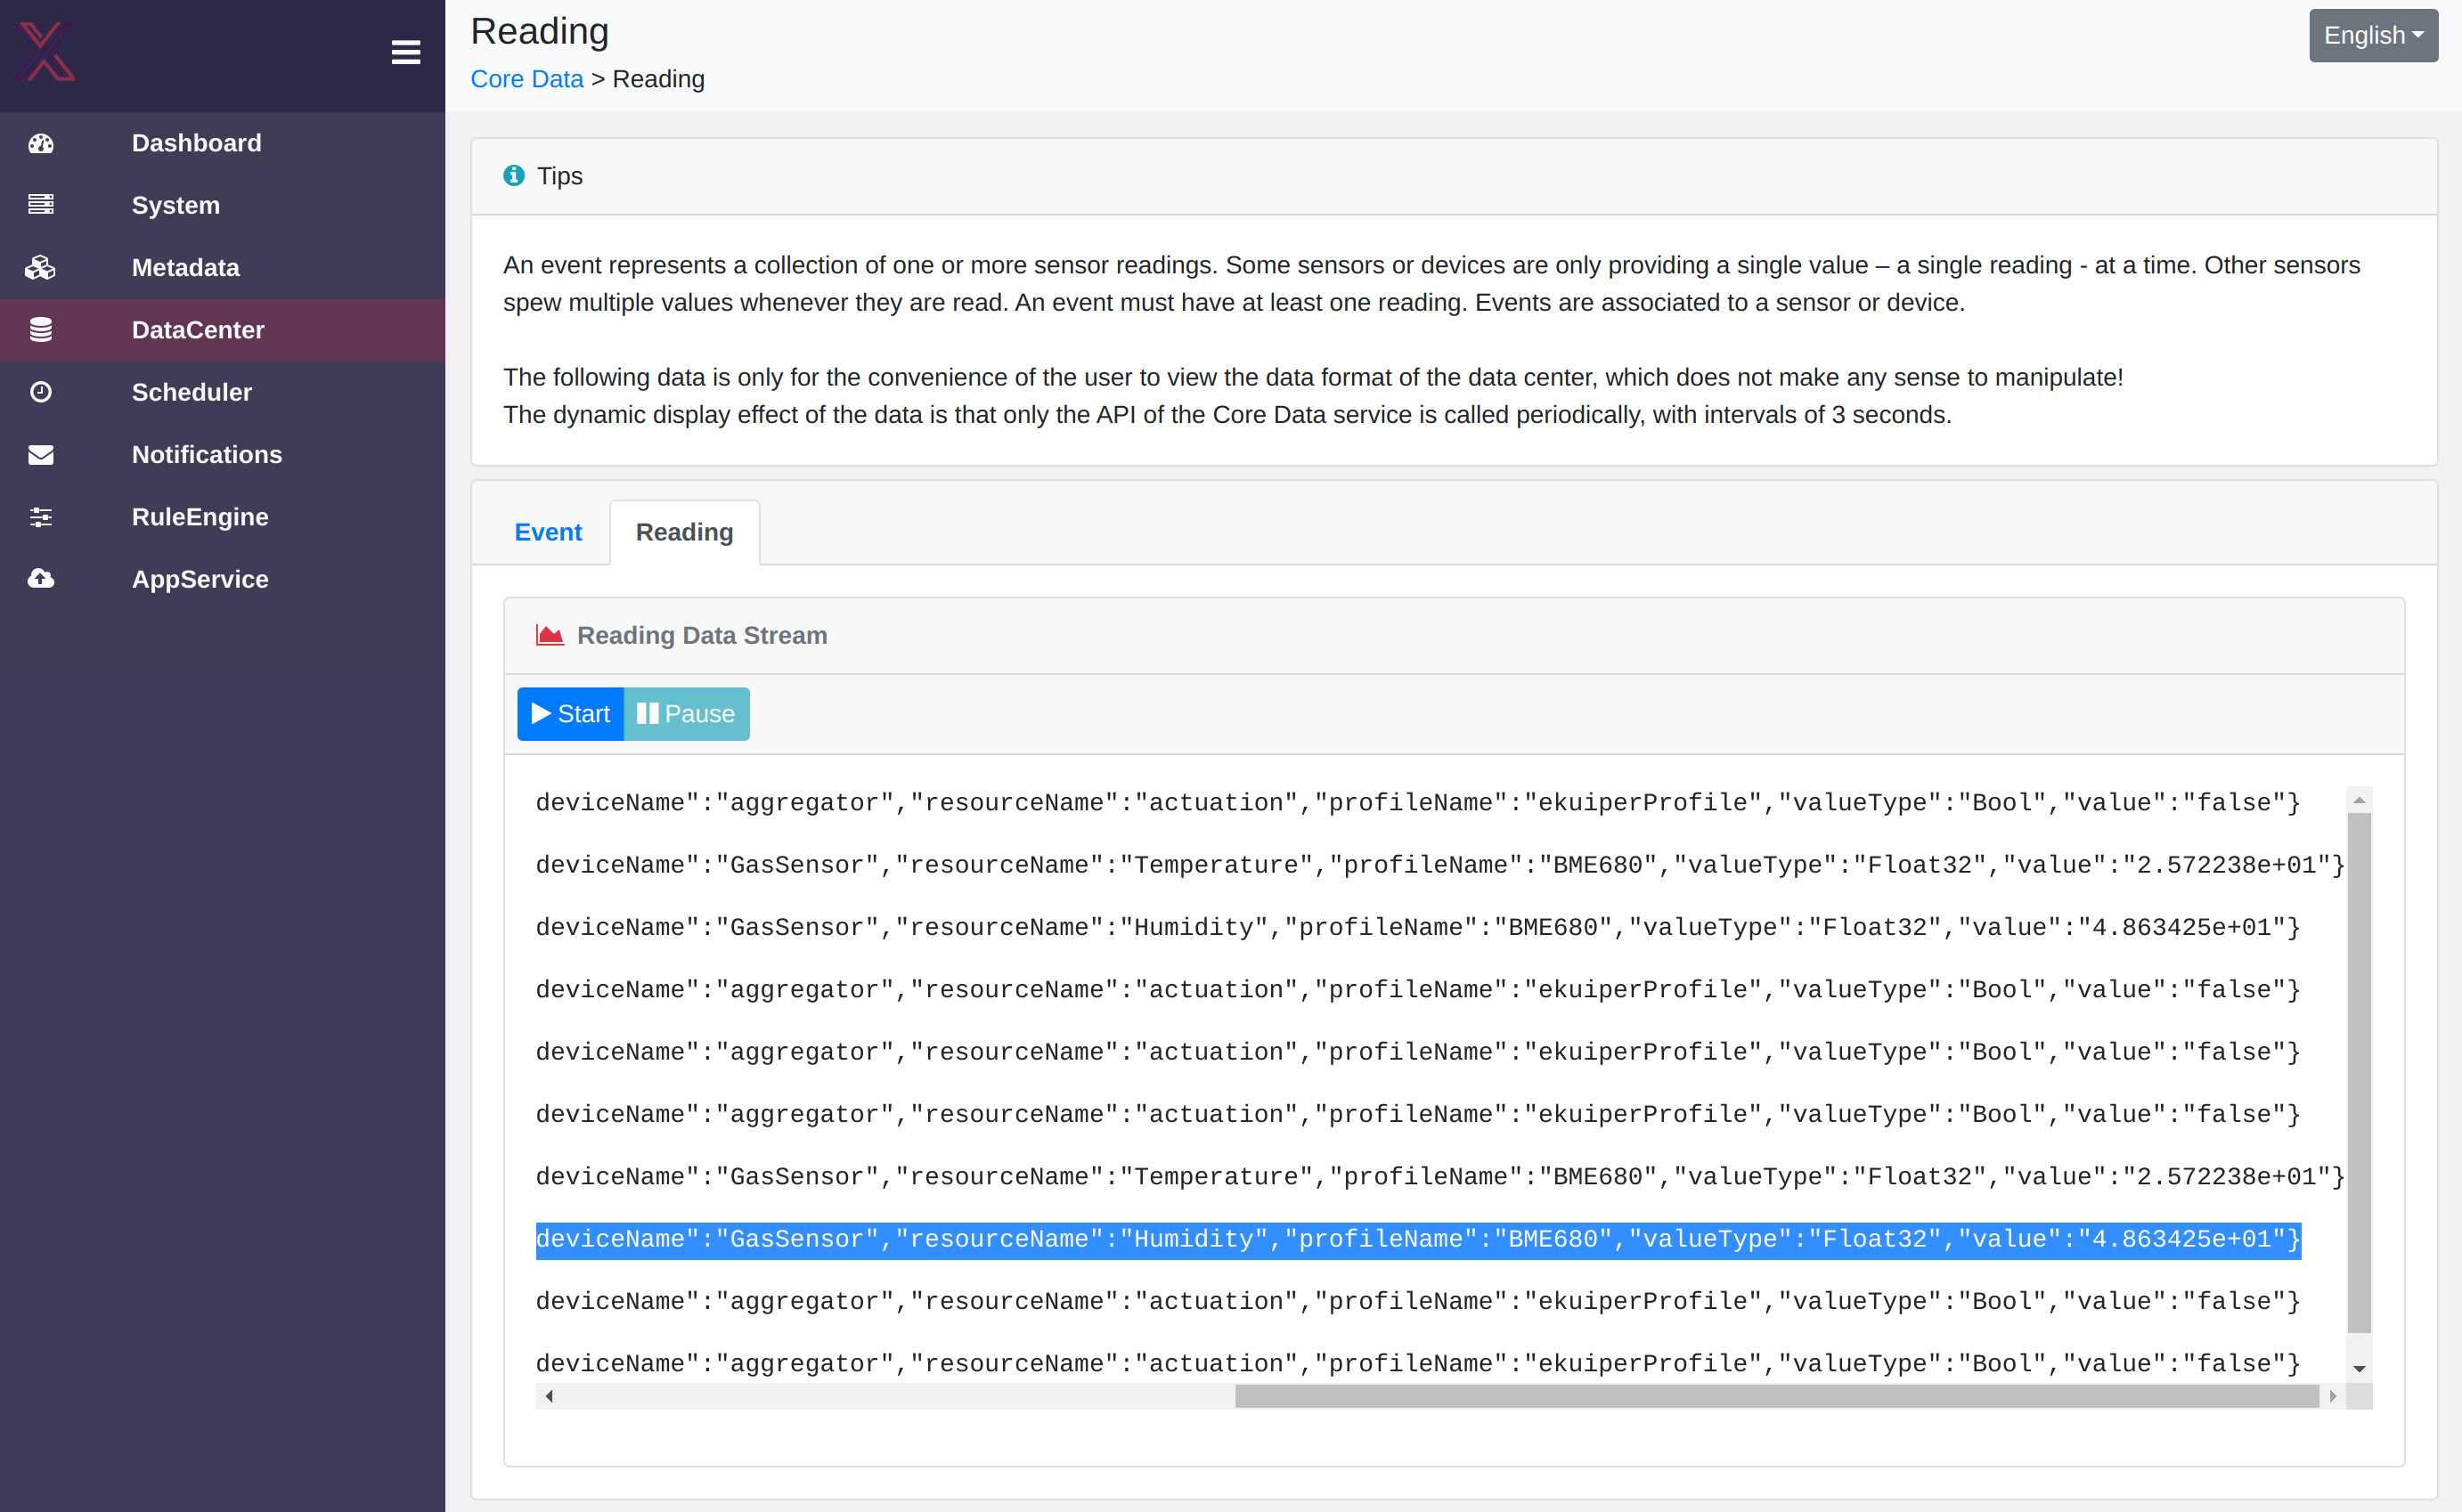 Reading
Core Data > Reading
English
Dashboard
System
Metadata
DataCenter
Scheduler
Notifications
RuleEngine
AppService
Tips
An event represents a collection of one or more sensor readings. Some sensors or devices are only providing a single value – a single reading - at a time. Other sensors
spew multiple values whenever they are read. An event must have at least one reading. Events are associated to a sensor or device.
The following data is only for the convenience of the user to view the data format of the data center, which does not make any sense to manipulate!
The dynamic display effect of the data is that only the API of the Core Data service is called periodically, with intervals of 3 seconds.
Event Reading
Reading Data Stream
Start Pause
deviceName":"aggregator","resourceName":"actuation","profileName":"ekuiperProfile","valueType":"Bool","value":"false"}
deviceName":"GasSensor","resourceName":"Temperature","profileName":"BME680","valueType":"Float32","value":"2.572238e+01"}
deviceName":"GasSensor","resourceName":"Humidity","profileName":"BME680","valueType":"Float32","value":"4.863425e+01"}
deviceName":"aggregator","resourceName":"actuation","profileName":"ekuiperProfile","valueType":"Bool","value":"false"}
deviceName":"aggregator","resourceName":"actuation","profileName":"ekuiperProfile","valueType":"Bool","value":"false"}
deviceName":"aggregator","resourceName":"actuation","profileName":"ekuiperProfile","valueType":"Bool","value":"false"}
deviceName":"GasSensor","resourceName":"Temperature","profileName":"BME680","valueType":"Float32","value":"2.572238e+01"}
deviceName":"GasSensor","resourceName":"Humidity","profileName":"BME680","valueType":"Float32","value":"4.863425e+01"}
deviceName":"aggregator","resourceName":"actuation","profileName":"ekuiperProfile","valueType":"Bool","value":"false"}
deviceName":"aggregator","resourceName":"actuation","profileName":"ekuiperProfile","valueType":"Bool","value":"false"}